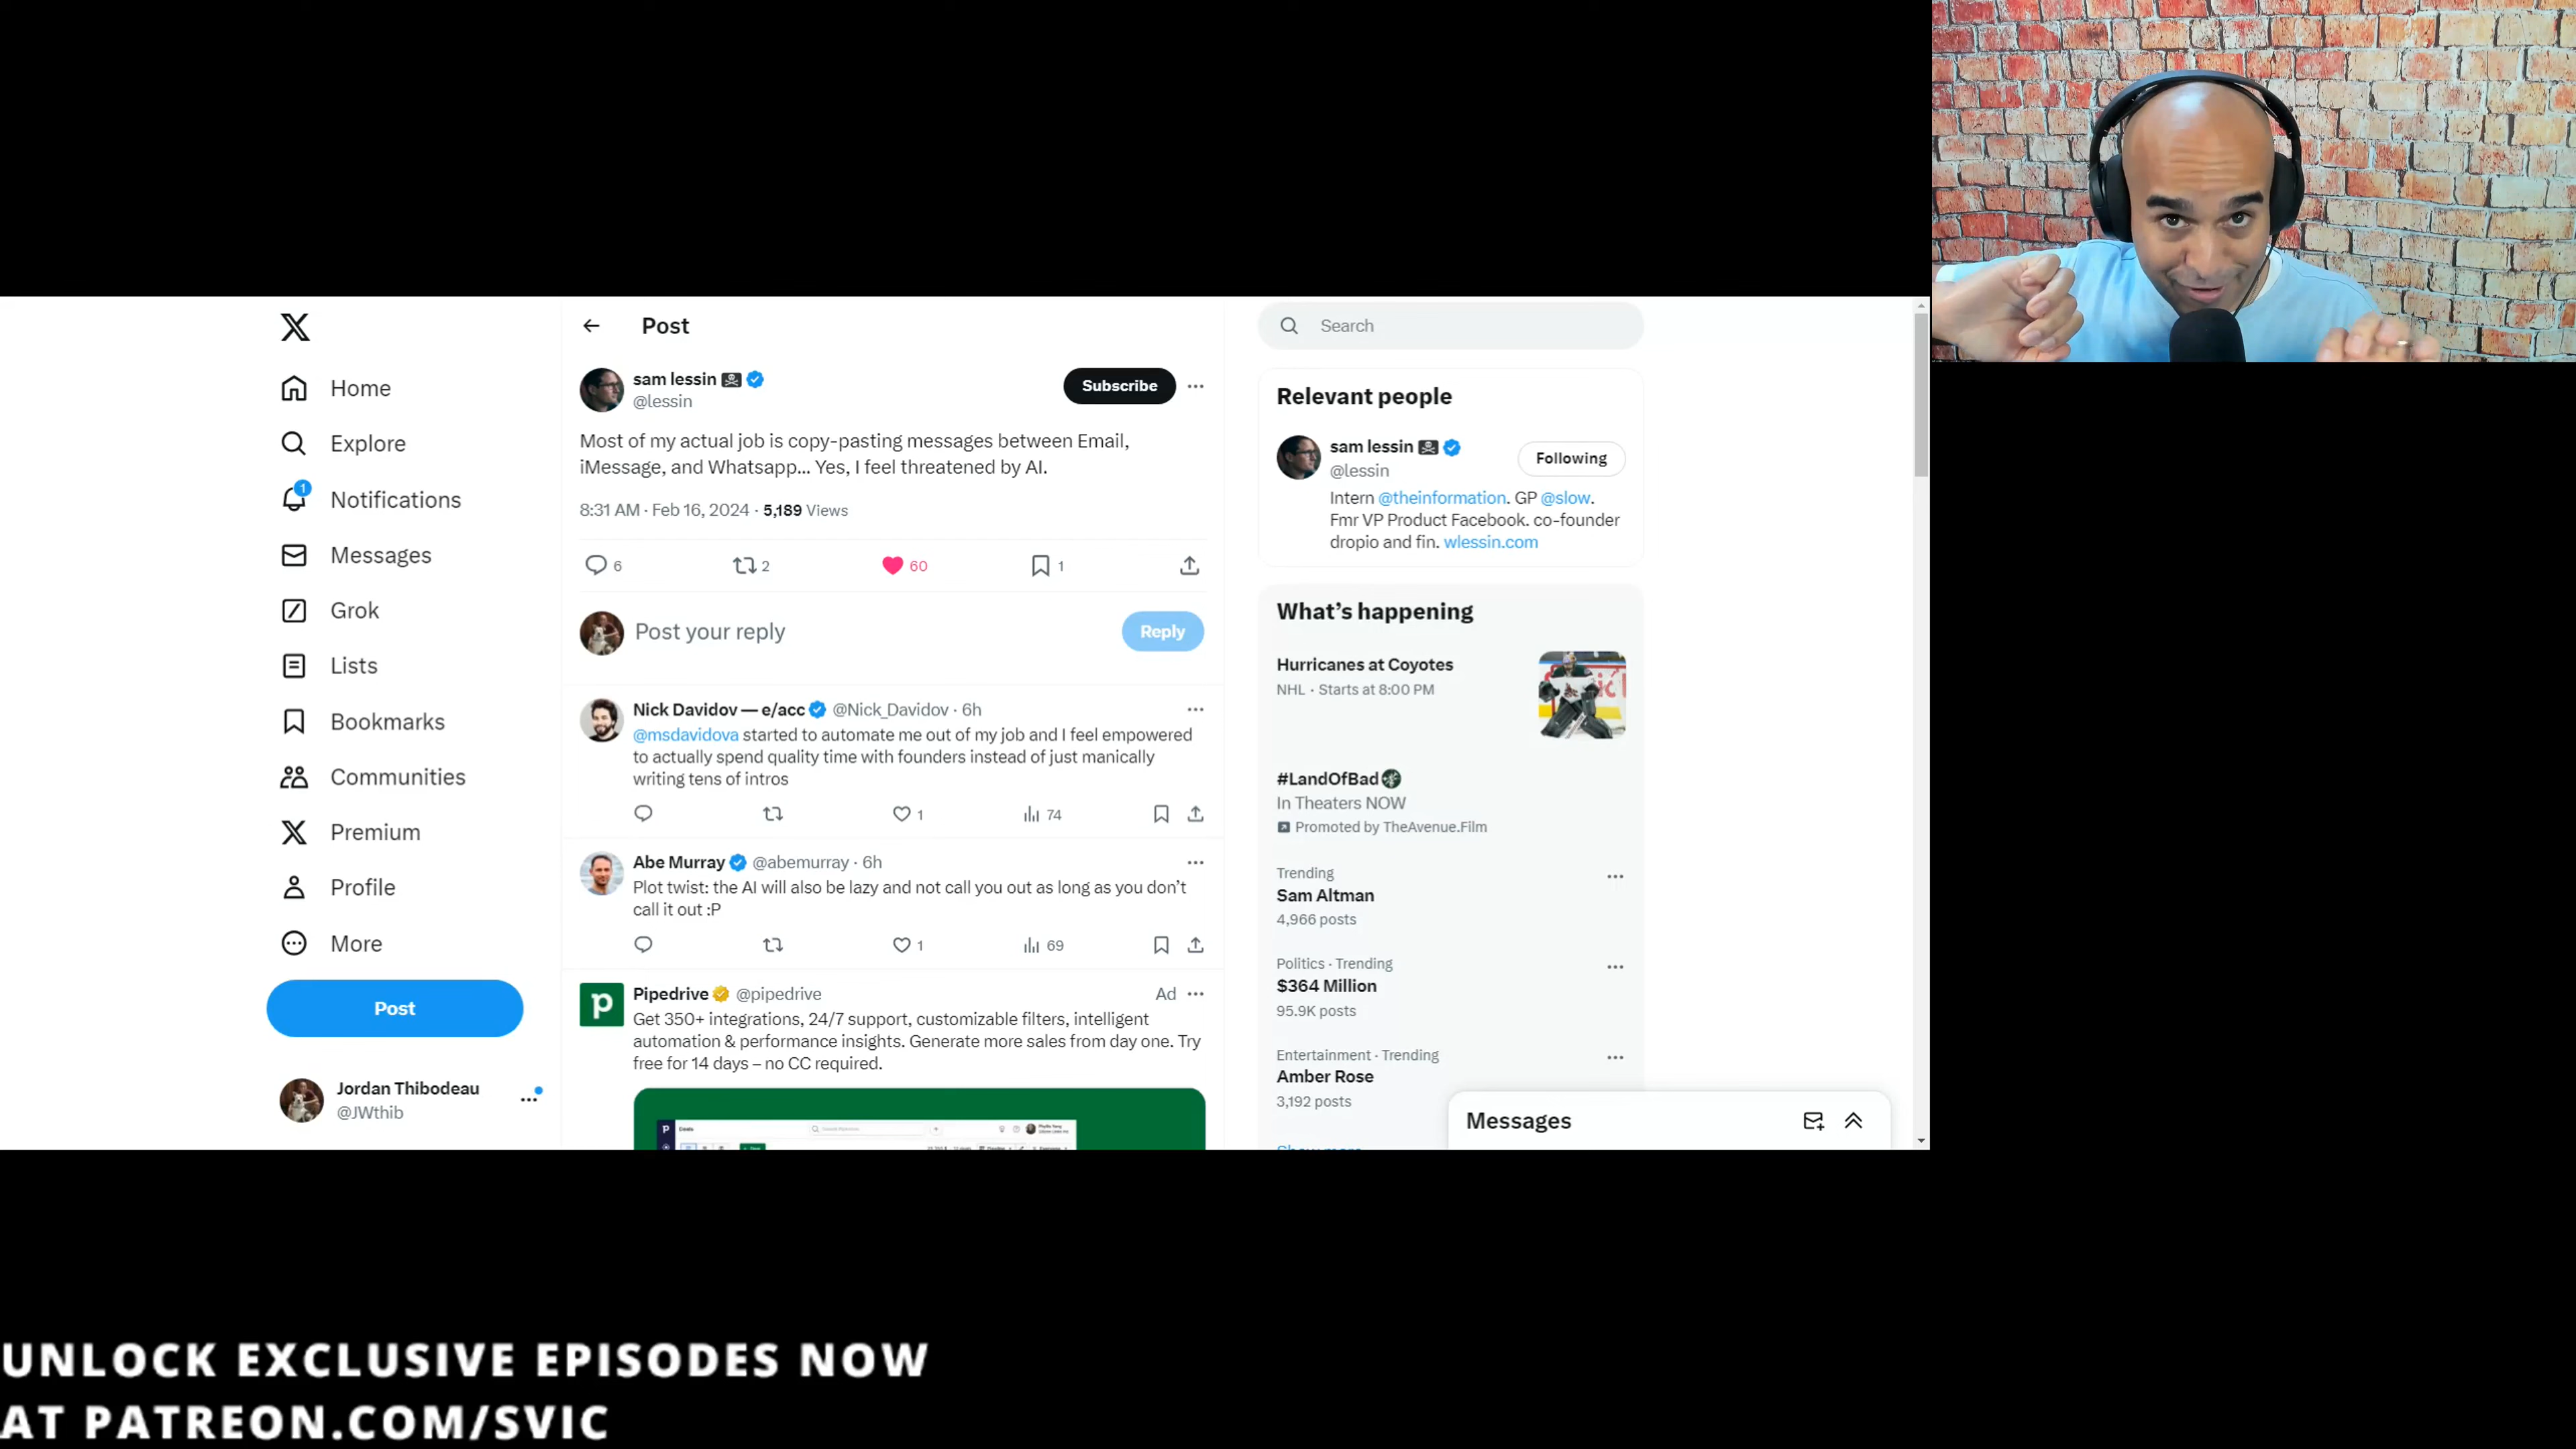 Post
Search
Home
Explore
1
Notifications
Messages
Grok
Lists
Bookmarks
Communities
Premium
Profile
More
Post
Jordan Thibodeau
@JWthib
sam lessin
@lessin
Subscribe
Most of my actual job is copy-pasting messages between Email,
iMessage, and Whatsapp... Yes, I feel threatened by AI.
8:31 AM · Feb 16, 2024 · 5,189 Views
6 2 60 1
Post your reply
Reply
Nick Davidov — e/acc @Nick_Davidov · 6h
@msdavidova started to automate me out of my job and I feel empowered
to actually spend quality time with founders instead of just manically
writing tens of intros
1 74
Abe Murray @abemurray · 6h
Plot twist: the AI will also be lazy and not call you out as long as you don't
call it out :P
1 69
Pipedrive @pipedrive
Ad
Get 350+ integrations, 24/7 support, customizable filters, intelligent
automation & performance insights. Generate more sales from day one. Try
free for 14 days – no CC required.
Relevant people
sam lessin
@lessin
Following
Intern @theinformation. GP @slow.
Fmr VP Product Facebook. co-founder
dropio and fin. wlessin.com
What's happening
Hurricanes at Coyotes
NHL · Starts at 8:00 PM
#LandOfBad
In Theaters NOW
Promoted by TheAvenue.Film
Trending
Sam Altman
4,966 posts
Politics · Trending
$364 Million
95.9K posts
Entertainment · Trending
Amber Rose
3,192 posts
Messages
UNLOCK EXCLUSIVE EPISODES NOW
AT PATREON.COM/SVIC